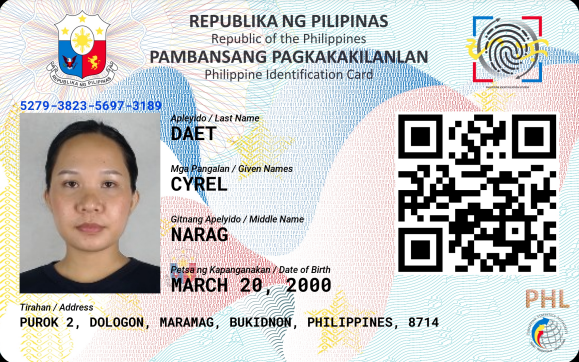 REPUBLIKA NG PILIPINAS
Republic of the Philippines
PAMBANSANG PAGKAKAKILANLAN
Philippine Identification Card
5279-3823-5697-3189
Apleyido / Last Name
DAET
Mga Pangalan / Given Names
CYREL
Gitnang Apelyido / Middle Name
NARAG
Petsa ng Kapanganakan / Date of Birth
MARCH 20, 2000
PHL
Tirahan / Address
PUROK 2, DOLOGON, MARAMAG, BUKIDNON, PHILIPPINES, 8714